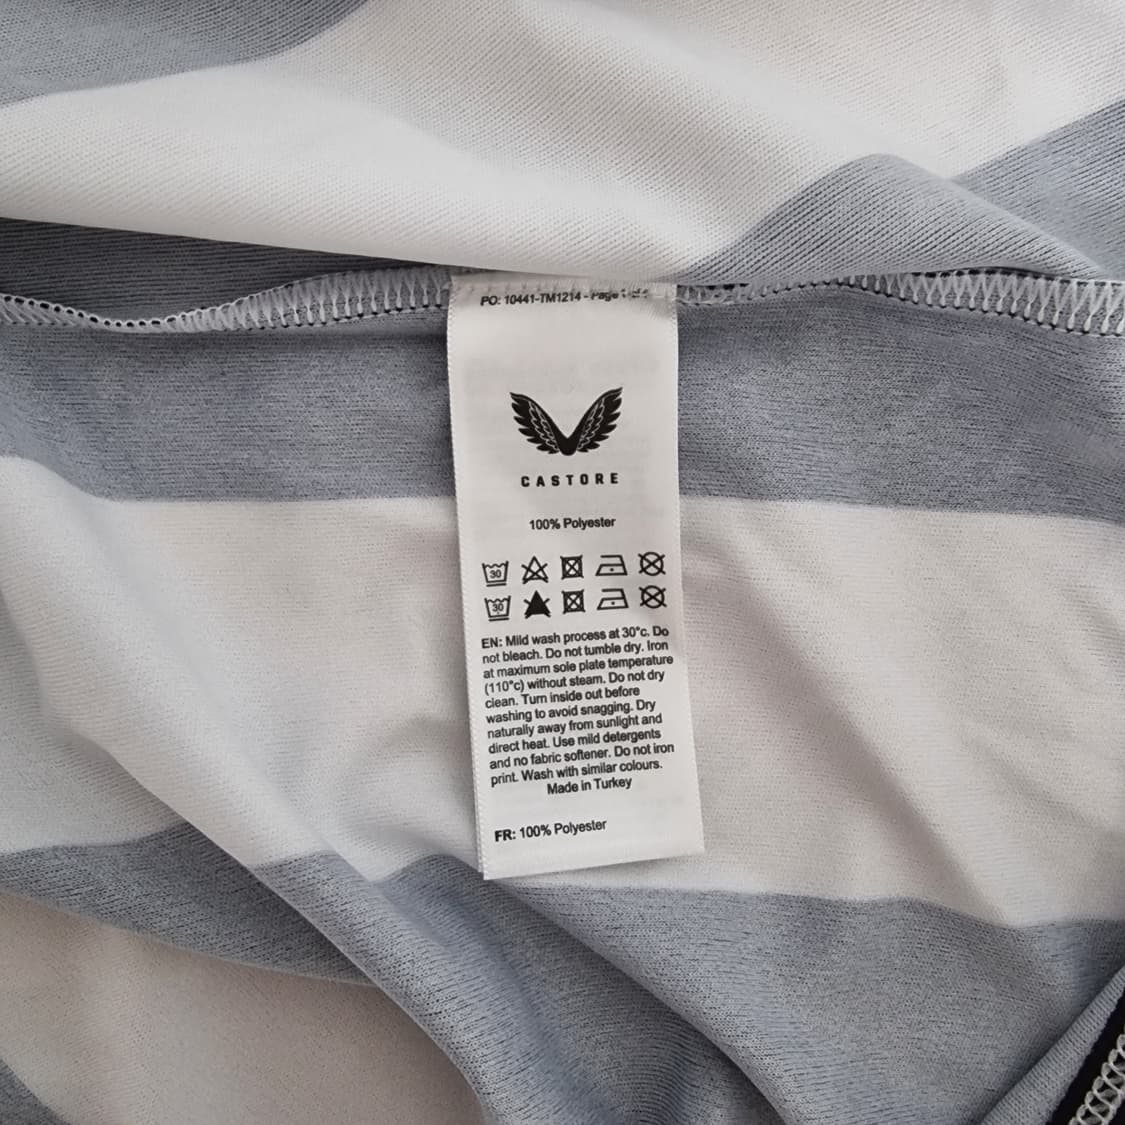 PO: 10441-TM1214 - Page
CASTORE
100% Polyester
30
30
EN: Mild wash process at 30°c. Do
not bleach. Do not tumble dry. Iron
at maximum sole plate temperature
(110°c) without steam. Do not dry
clean. Turn inside out before
washing to avoid snagging. Dry
naturally away from sunlight and
direct heat. Use mild detergents
and no fabric softener. Do not iron
print. Wash with similar colours.
Made in Turkey
FR: 100% Polyester